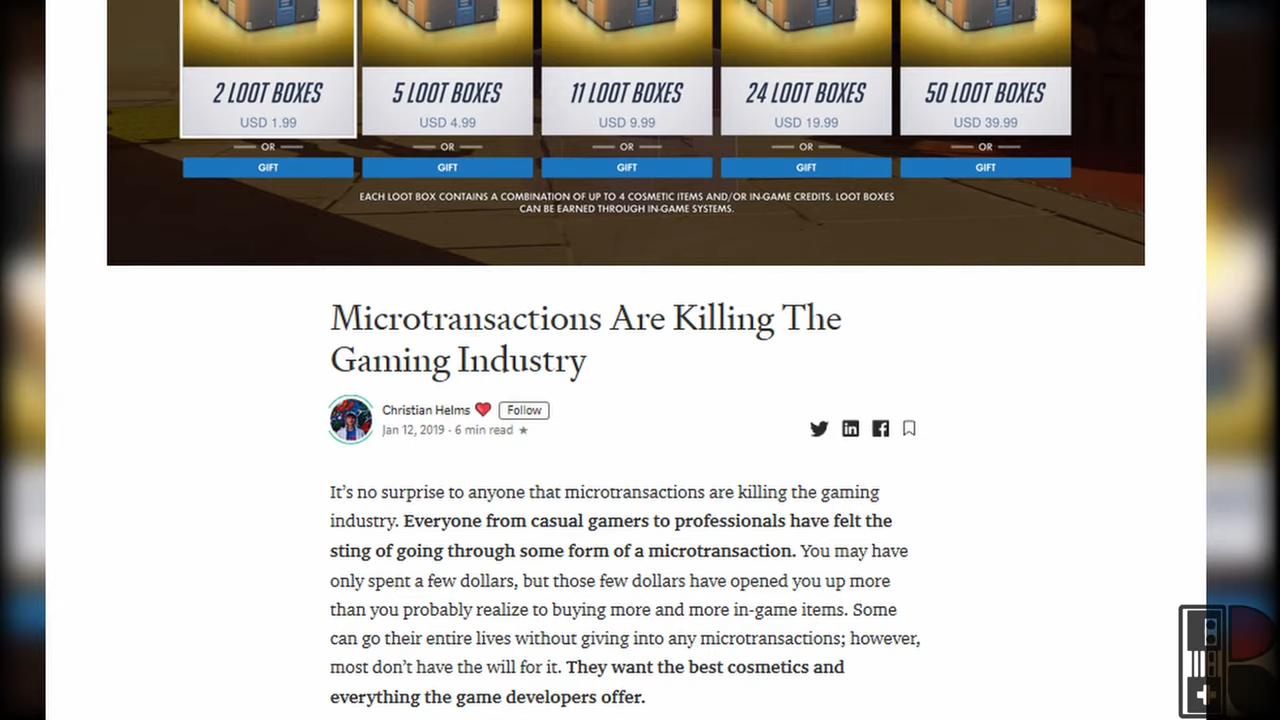 2 LOOT BOXES 5 LOOT BOXES 11 LOOT BOXES 24 LOOT BOXES 50 LOOT BOXES
USD 1.99 USD 4.99 USD 9.99 USD 19.99 USD 39.99
OR OR OR OR OR
GIFT GIFT GIFT GIFT GIFT
EACH LOOT BOX CONTAINS A COMBINATION OF UP TO 4 COSMETIC ITEMS AND/OR IN-GAME CREDITS. LOOT BOXES
CAN BE EARNED THROUGH IN-GAME SYSTEMS.
Microtransactions Are Killing The
Gaming Industry
Christian Helms Follow
Jan 12, 2019 · 6 min read
It’s no surprise to anyone that microtransactions are killing the gaming
industry. Everyone from casual gamers to professionals have felt the
sting of going through some form of a microtransaction. You may have
only spent a few dollars, but those few dollars have opened you up more
than you probably realize to buying more and more in-game items. Some
can go their entire lives without giving into any microtransactions; however,
most don’t have the will for it. They want the best cosmetics and
everything the game developers offer.